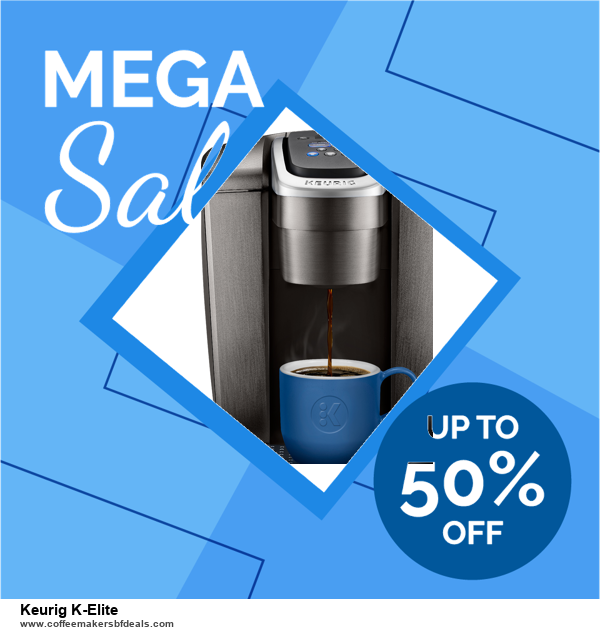 MEGA
Sal
KEURIG
K
UP TO
50%
OFF
Keurig K-Elite
www.coffeemakersbfdeals.com